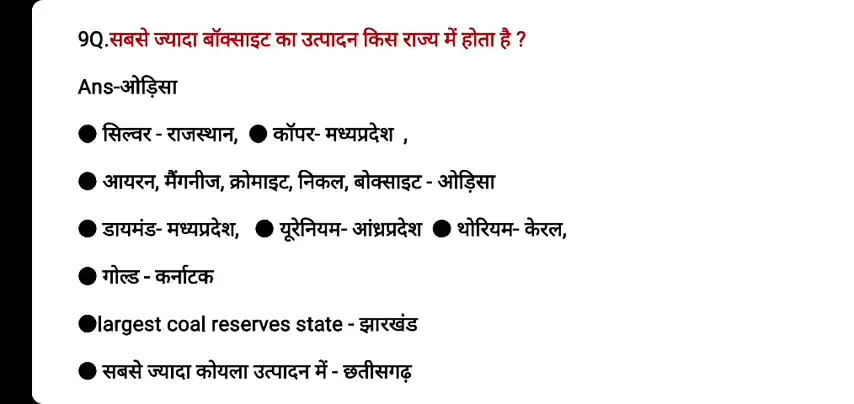 9Q.सबसे ज्यादा बॉक्साइट का उत्पादन किस राज्य में होता है ?
Ans-ओड़िसा
● सिल्वर - राजस्थान, ● कॉपर- मध्यप्रदेश ,
● आयरन, मैंगनीज, क्रोमाइट, निकल, बोक्साइट - ओड़िसा
● डायमंड- मध्यप्रदेश, ● यूरेनियम- आंध्रप्रदेश ● थोरियम- केरल,
● गोल्ड - कर्नाटक
●largest coal reserves state - झारखंड
● सबसे ज्यादा कोयला उत्पादन में - छतीसगढ़